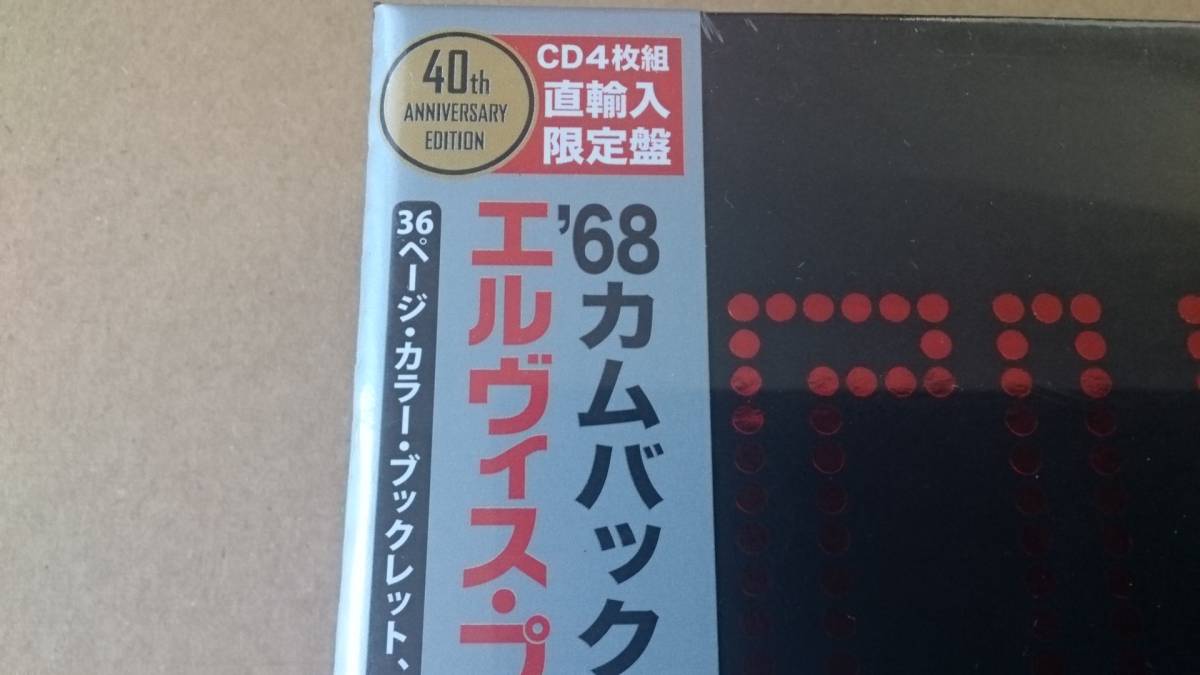 40th
ANNIVERSARY
EDITION
CD4枚組
直輸入
限定盤
'68カムバック
エルヴィス・プ
36ページ・カラー・ブックレット、